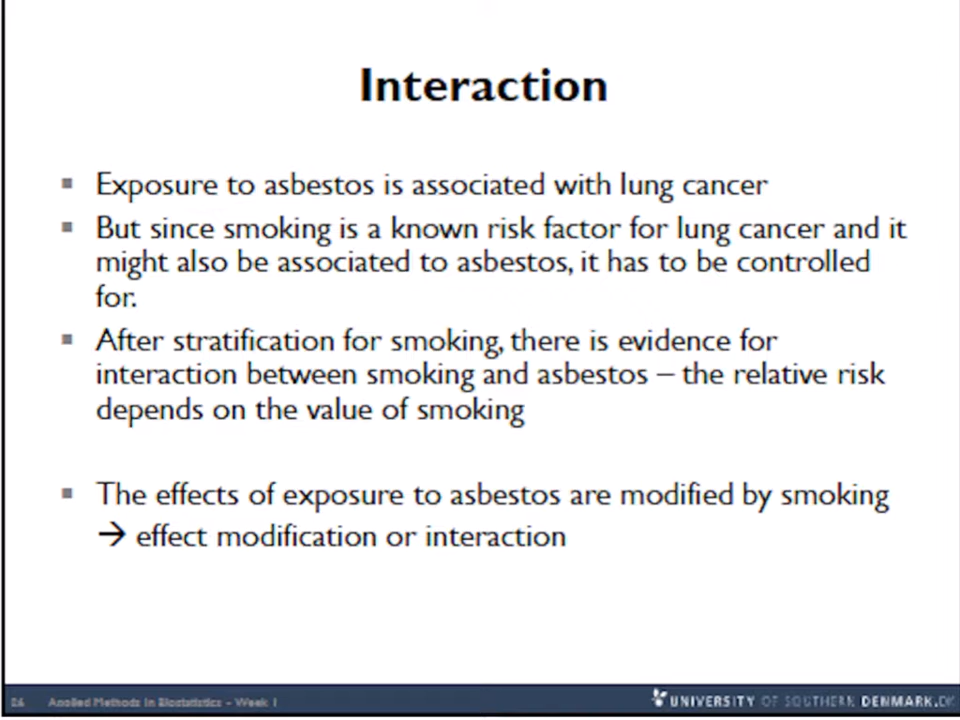 Interaction
▪ Exposure to asbestos is associated with lung cancer
▪ But since smoking is a known risk factor for lung cancer and it
might also be associated to asbestos, it has to be controlled
for.
▪ After stratification for smoking, there is evidence for
interaction between smoking and asbestos – the relative risk
depends on the value of smoking
▪ The effects of exposure to asbestos are modified by smoking
→ effect modification or interaction
Applied Methods in Biostatistics – Week 1
UNIVERSITY OF SOUTHERN DENMARK.DK